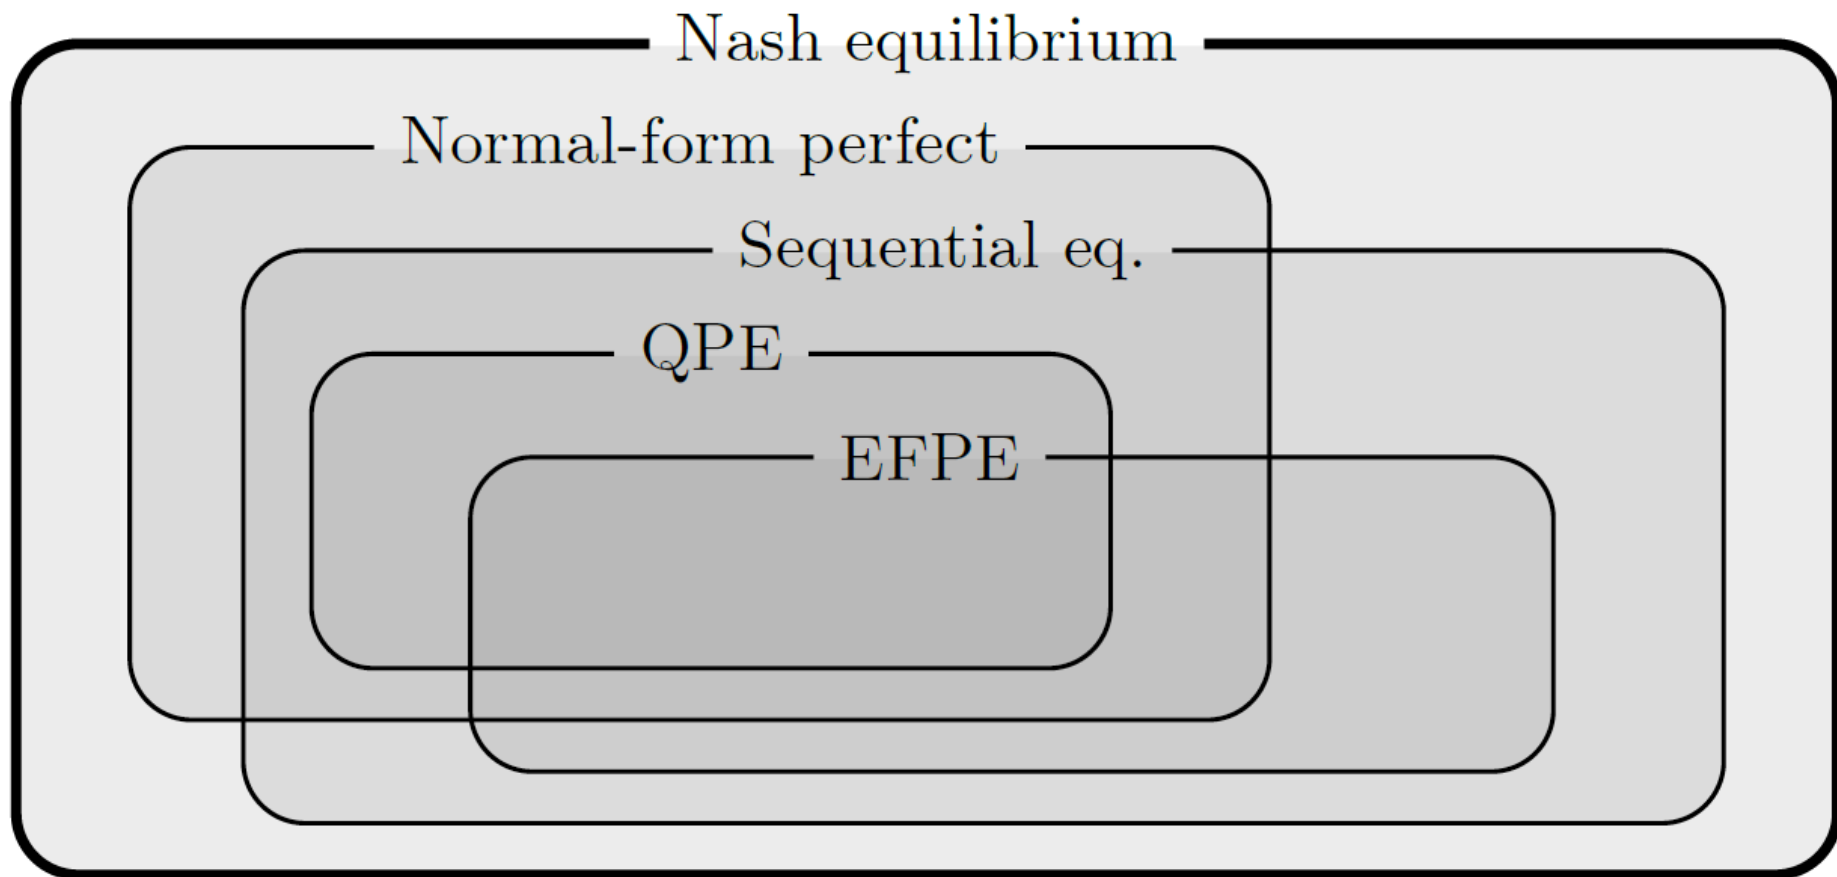 Nash equilibrium
Normal-form perfect
Sequential eq.
QPE
EFPE